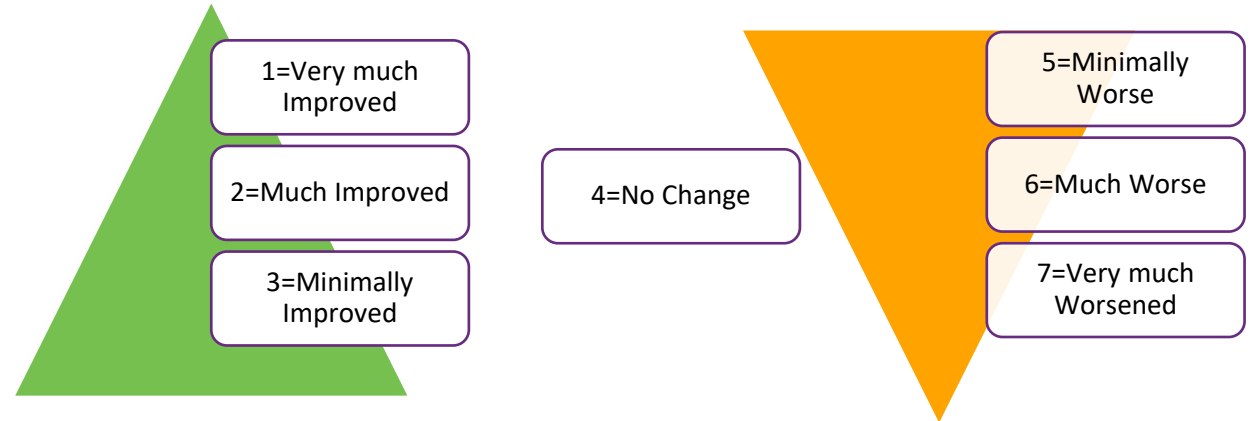 1=Very much
Improved
2=Much Improved
3=Minimally
Improved
4=No Change
5=Minimally
Worse
6=Much Worse
7=Very much
Worsened